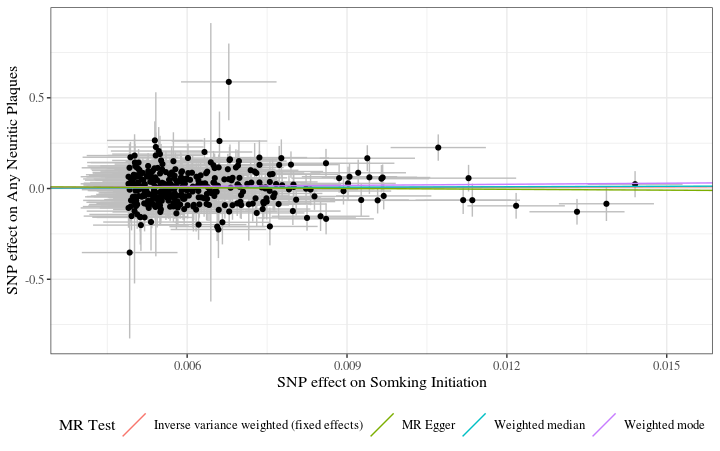 SNP effect on Any Neuritic Plaques
0.5
0.0
-0.5
0.006
0.009
0.012
0.015
SNP effect on Somking Initiation
MR Test
Inverse variance weighted (fixed effects)
MR Egger
Weighted median
Weighted mode